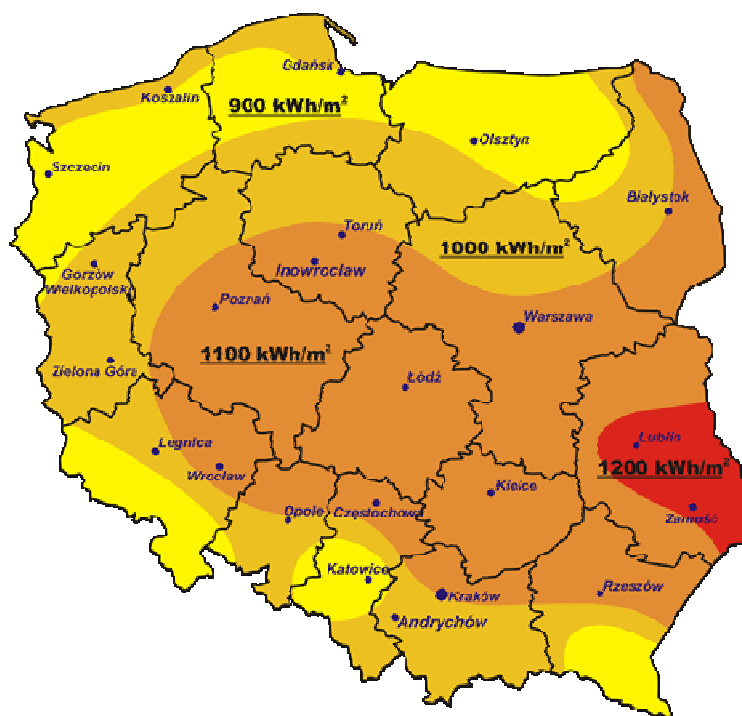 Gdańsk
Koszalin
900 kWh/m²
Olsztyn
Szczecin
Białystok
Toruń
1000 kWh/m²
Gorzów
Wielkopolski
Inowrocław
Poznań
Warszawa
1100 kWh/m²
Zielona Góra
Łódź
Legnica
Lublin
Wrocław
1200 kWh/m²
Kielce
Opole
Częstochowa
Zamość
Katowice
Kraków
Rzeszów
Andrychów